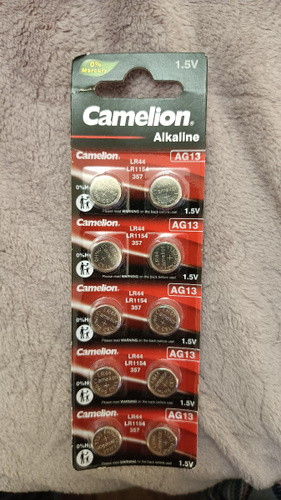 0%
Mercury
1.5V
Camelion
Alkaline
Camelion
LR44
LR1154
357
AG13
0%Hg
Please read WARNING on the back before use
1.5V
Camelion
LR44
LR1154
357
AG13
0%Hg
Please read WARNING on the back before use
1.5V
Camelion
LR44
LR1154
357
AG13
0%Hg
Please read WARNING on the back before use
1.5V
Camelion
LR44
LR1154
357
AG13
0%Hg
LR44
Camelion
Please read WARNING on the back before use
1.5V
Camelion
LR44
LR1154
357
AG13
0%Hg
Please read WARNING on the back before use
1.5V